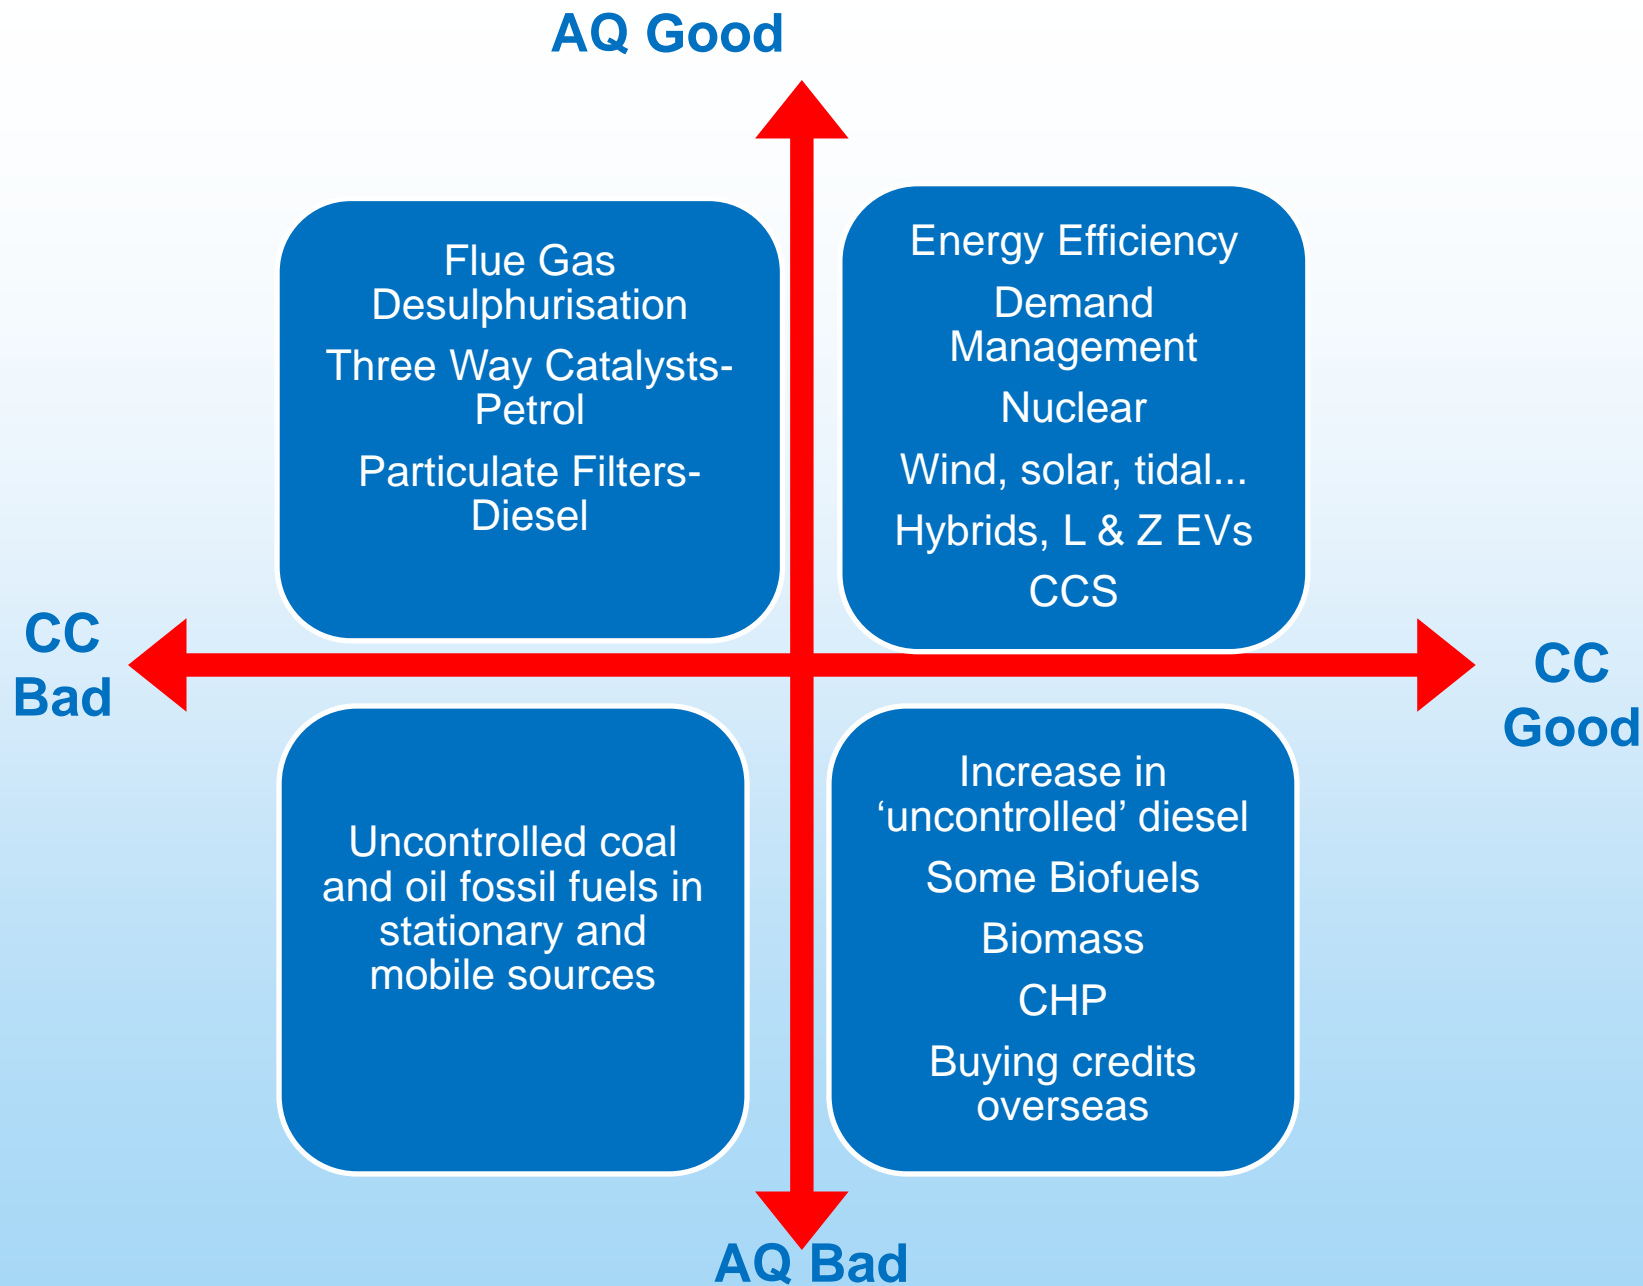 AQ Good
Flue Gas
Desulphurisation
Three Way Catalysts-
Petrol
Particulate Filters-
Diesel
Energy Efficiency
Demand
Management
Nuclear
Wind, solar, tidal...
Hybrids, L & Z EVs
CCS
CC
Bad
CC
Good
Uncontrolled coal
and oil fossil fuels in
stationary and
mobile sources
Increase in
‘uncontrolled’ diesel
Some Biofuels
Biomass
CHP
Buying credits
overseas
AQ Bad